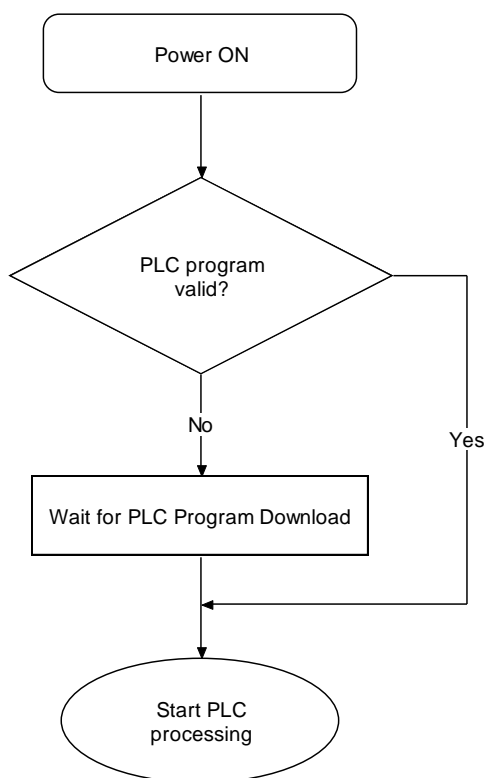 Power ON
PLC program
valid?
No
Yes
Wait for PLC Program Download
Start PLC
processing